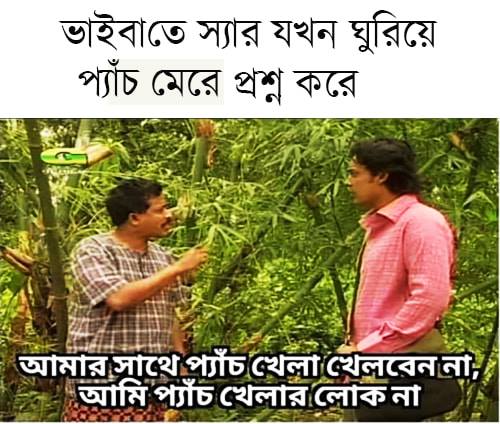 ভাইবাতে স্যার যখন ঘুরিয়ে
প্যাঁচ মেরে প্রশ্ন করে
আমার সাথে প্যাঁচ খেলা খেলবেন না,
আমি প্যাঁচ খেলার লোক না